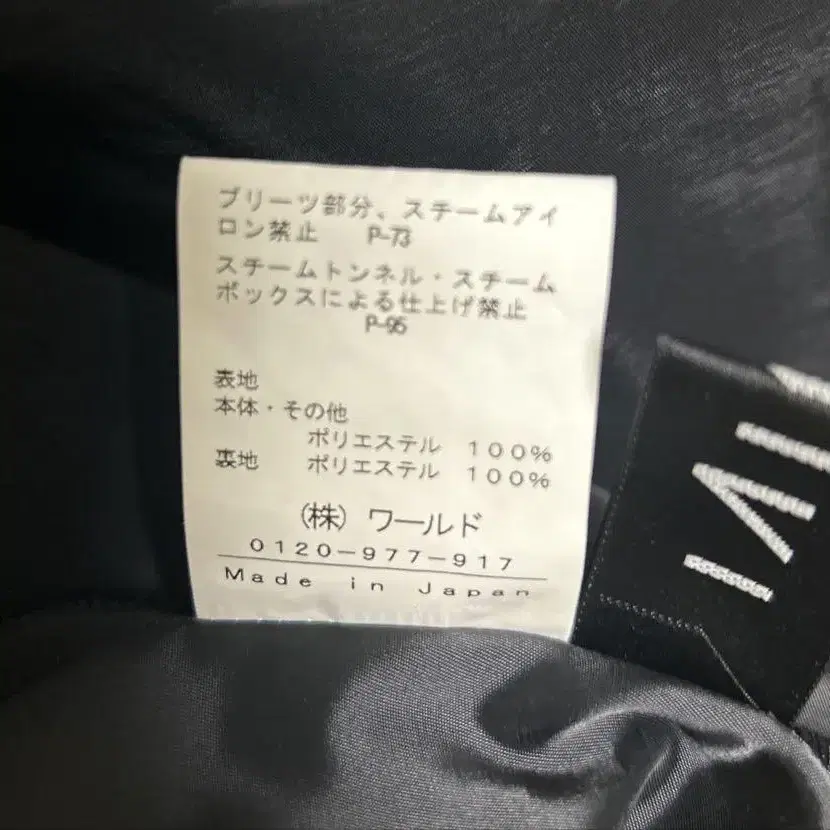 プリーツ部分、スチームアイ
ロン禁止 P-73
スチームトンネル・スチーム
ボックスによる仕上げ禁止
P-95
表地
本体・その他
ポリエステル 100%
裏地 ポリエステル 100%
(株) ワールド
0120-977-917
Made in Japan